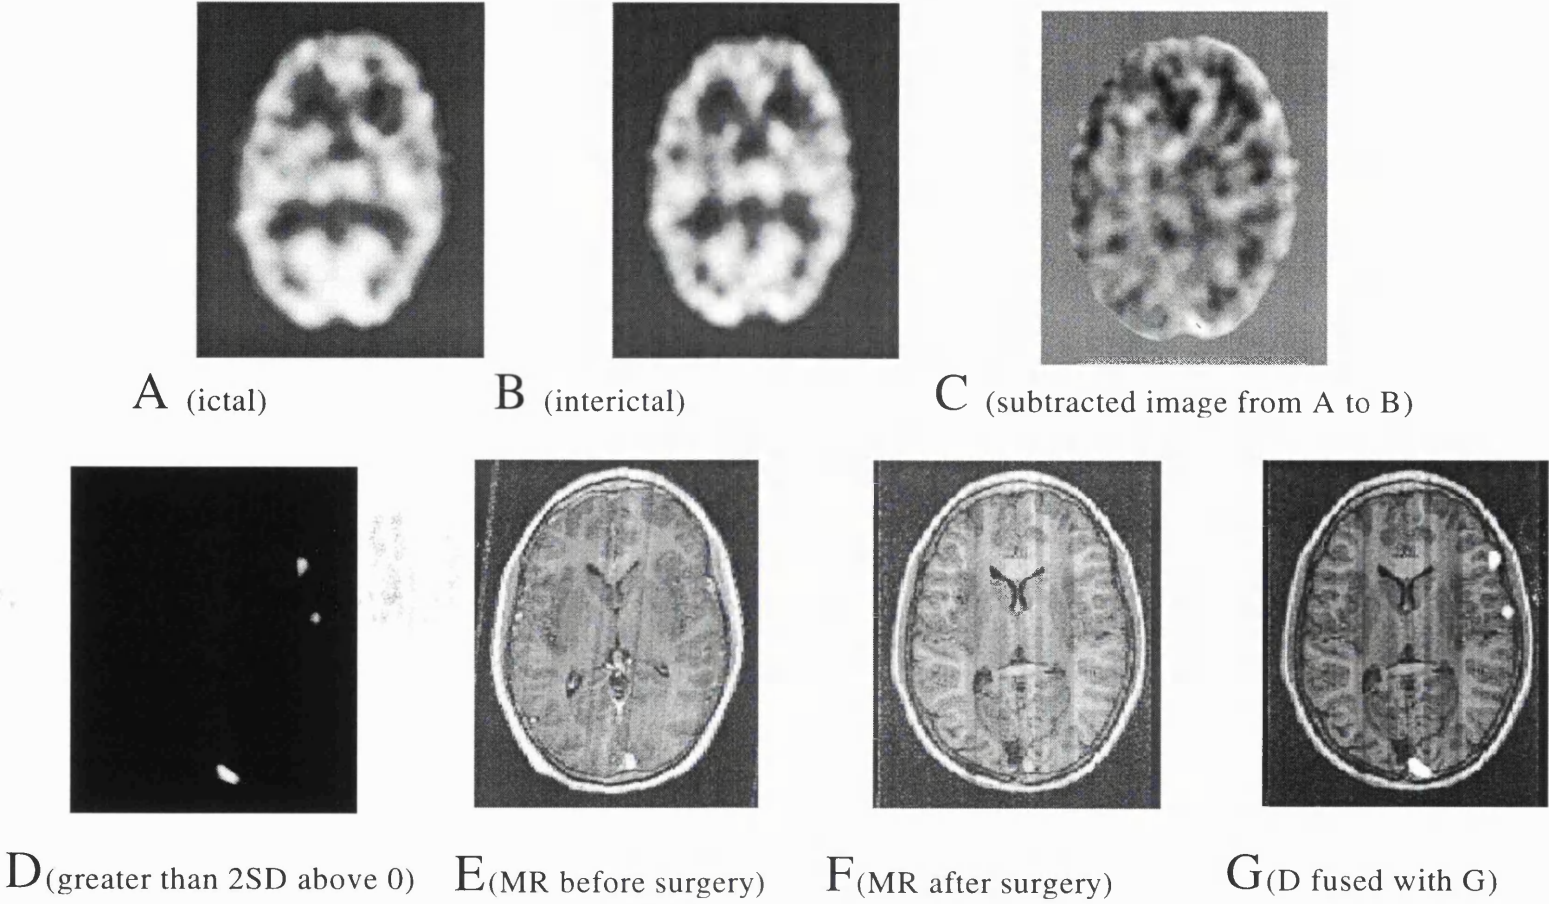 A (ictal)
B (interictal)
C (subtracted image from A to B)
D(greater than 2SD above 0)
E(MR before surgery)
F(MR after surgery)
G(D fused with G)